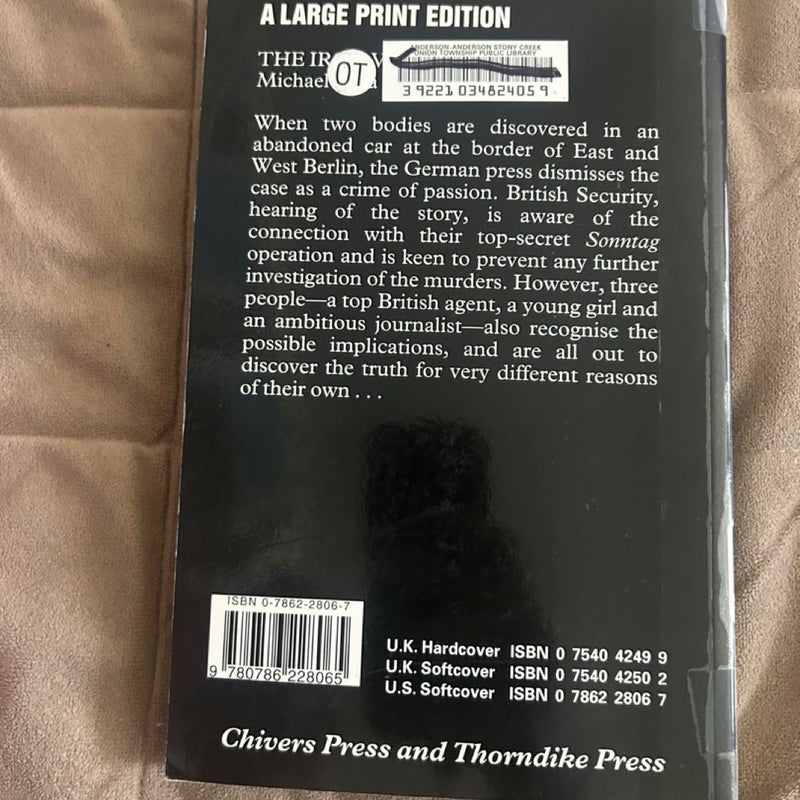 A LARGE PRINT EDITION
THE
Michael
OT
ANDERSON-ANDERSON STONY CREEK
UNION TOWNSHIP PUBLIC LIBRARY
3 9221 03482405 9
When two bodies are discovered in an
abandoned car at the border of East and
West Berlin, the German press dismisses the
case as a crime of passion. British Security,
hearing of the story, is aware of the
connection with their top-secret Sonntag
operation and is keen to prevent any further
investigation of the murders. However, three
people—a top British agent, a young girl and
an ambitious journalist—also recognise the
possible implications, and are all out to
discover the truth for very different reasons
of their own . . .
ISBN 0-7862-2806-7
9 780786 228065
U.K. Hardcover ISBN 0 7540 4249 9
U.K. Softcover ISBN 0 7540 4250 2
U.S. Softcover ISBN 0 7862 2806 7
Chivers Press and Thorndike Press